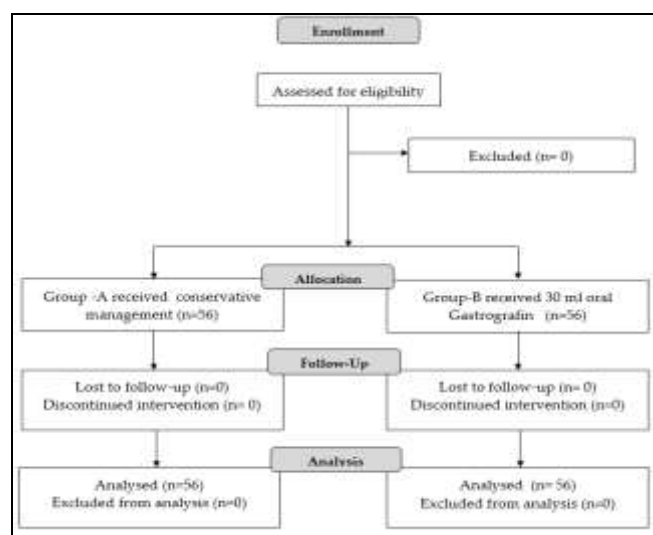 Enrollment
Assessed for eligibility
Excluded (n= 0)
Allocation
Group -A received conservative
management (n=56)
Group-B received 30 ml oral
Gastrografin (n=56)
Follow-Up
Lost to follow-up (n=0)
Discontinued intervention (n= 0)
Lost to follow-up (n= 0)
Discontinued intervention (n=0)
Analysis
Analysed (n=56)
Excluded from analysis (n=0)
Analysed (n= 56)
Excluded from analysis (n=0)